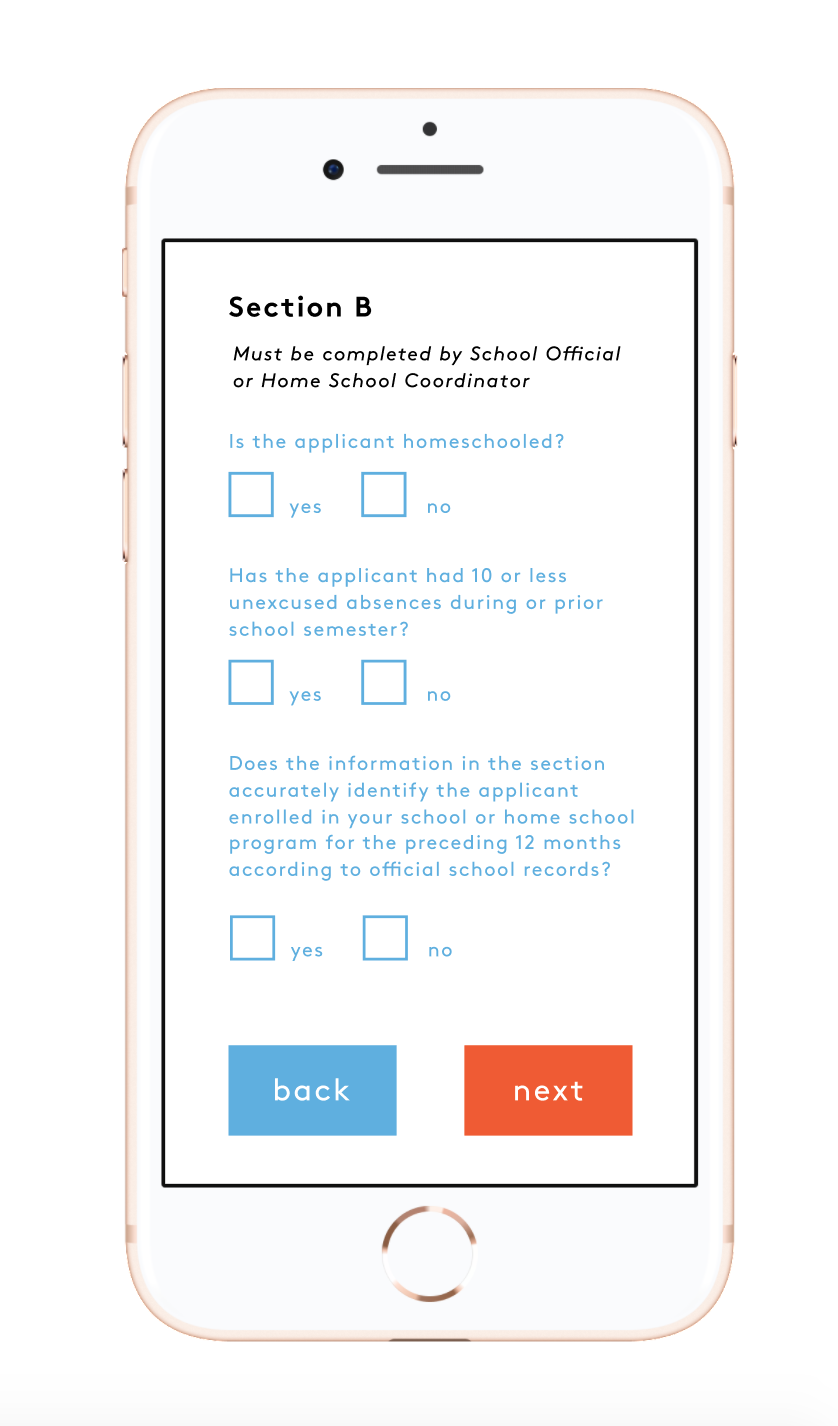 Section B
Must be completed by School Official
or Home School Coordinator
Is the applicant homeschooled?
yes no
Has the applicant had 10 or less
unexcused absences during or prior
school semester?
yes no
Does the information in the section
accurately identify the applicant
enrolled in your school or home school
program for the preceding 12 months
according to official school records?
yes no
back next